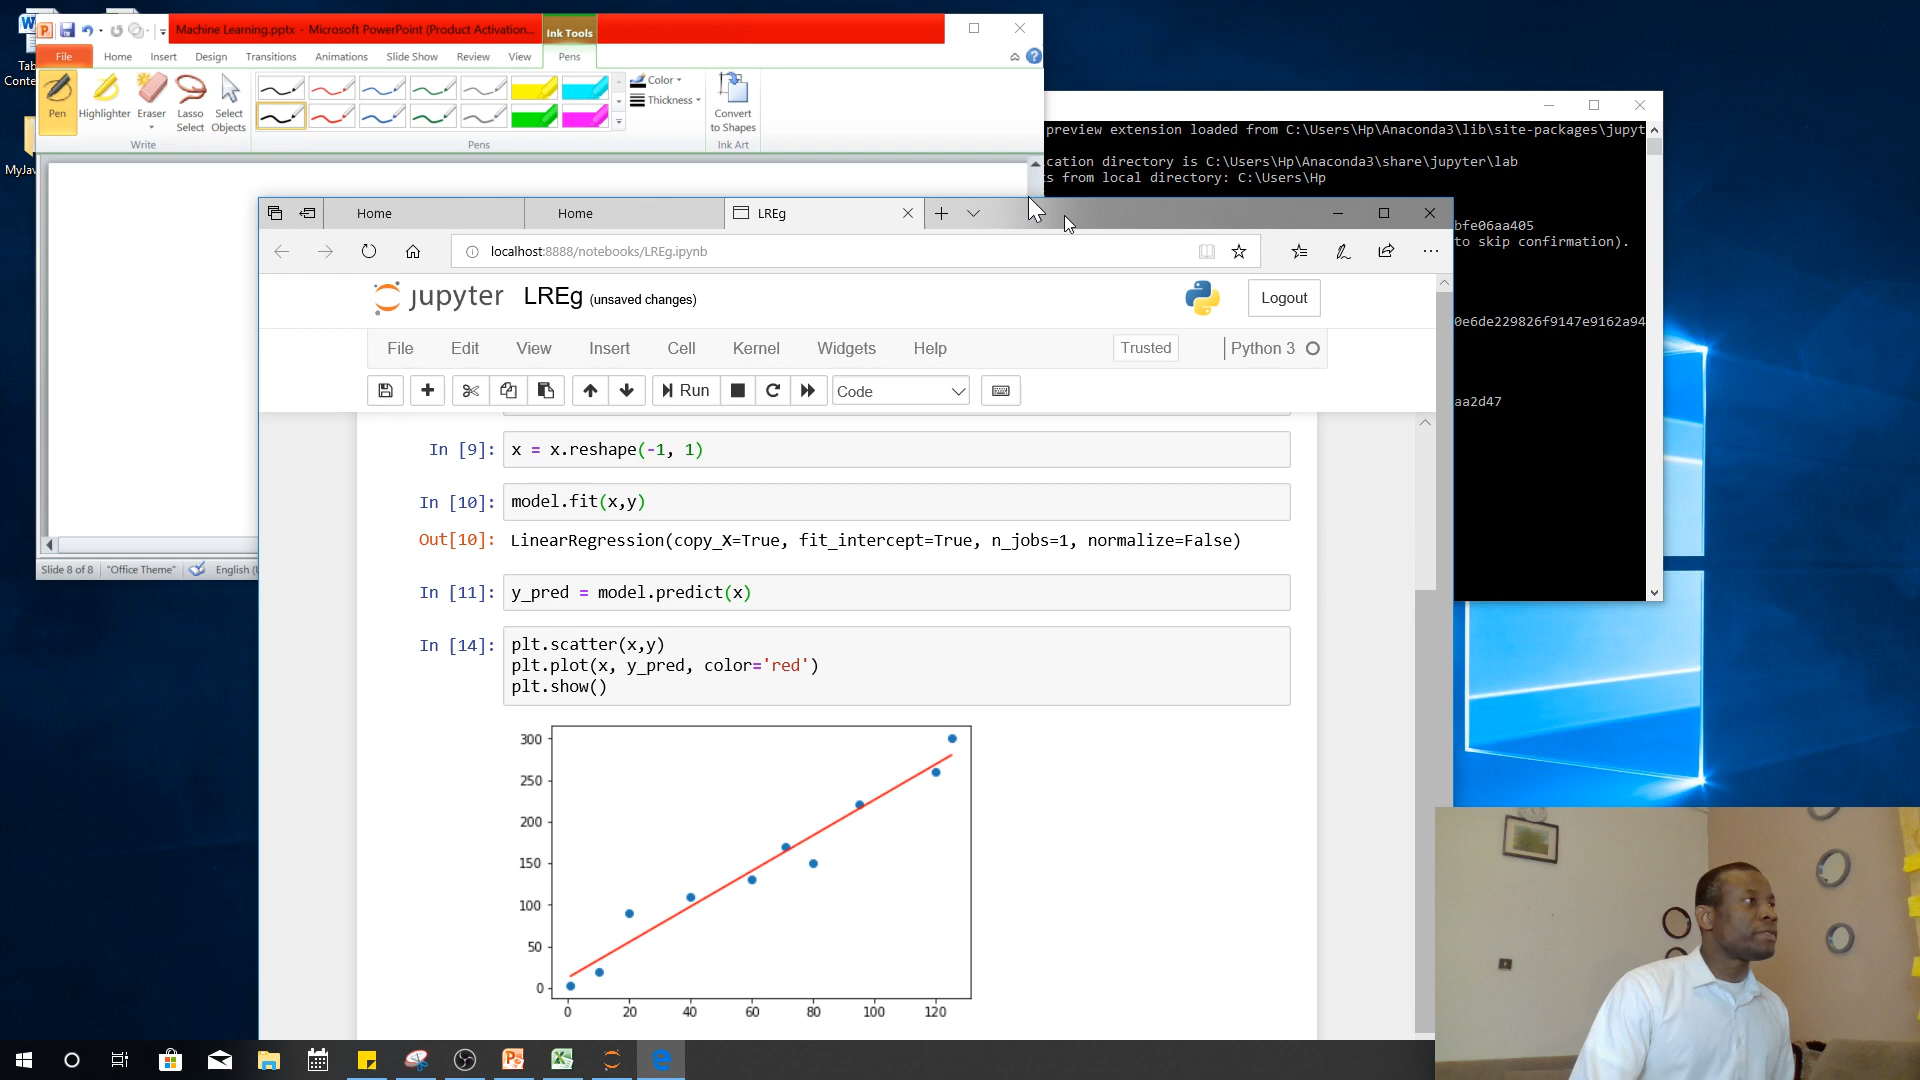 Machine Learning.pptx - Microsoft PowerPoint (Product Activation...
Ink Tools
File Home Insert Design Transitions Animations Slide Show Review View Pens
Pen Highlighter Eraser Lasso Select Select Objects
Color
Thickness
Convert to Shapes
Write Pens Ink Art
preview extension loaded from C:\Users\Hp\Anaconda3\lib\site-packages\jupyt
cation directory is C:\Users\Hp\Anaconda3\share\jupyter\lab
s from local directory: C:\Users\Hp
bfe06aa405
to skip confirmation).
0e6de229826f9147e9162a94
aa2d47
Home Home LREg
localhost:8888/notebooks/LREg.ipynb
jupyter LREg (unsaved changes)
Logout
File Edit View Insert Cell Kernel Widgets Help
Trusted Python 3
Run Code
In [9]: x = x.reshape(-1, 1)
In [10]: model.fit(x,y)
Out[10]: LinearRegression(copy_X=True, fit_intercept=True, n_jobs=1, normalize=False)
In [11]: y_pred = model.predict(x)
In [14]: plt.scatter(x,y)
plt.plot(x, y_pred, color='red')
plt.show()
300
250
200
150
100
50
0
0 20 40 60 80 100 120
Slide 8 of 8 "Office Theme" English (
Tab
Conte
MyJav